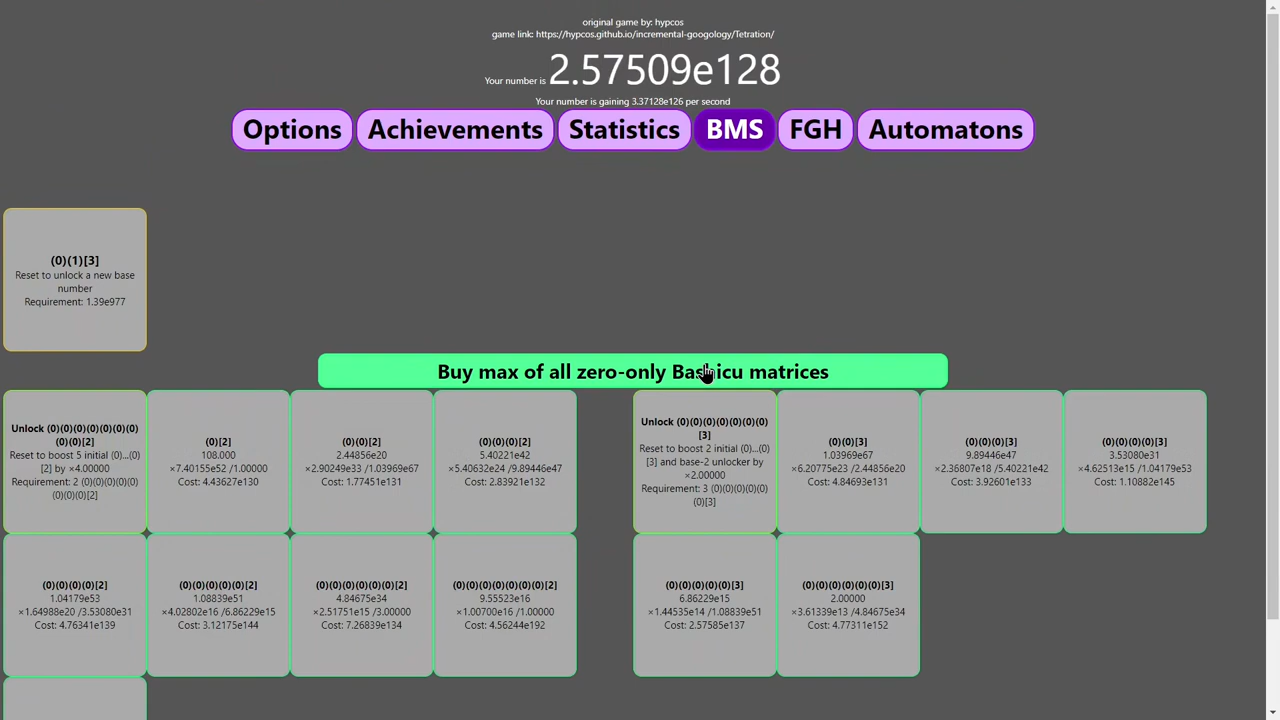 original game by: hypcos
game link: https://hypcos.github.io/incremental-googology/Tetration/
Your number is 2.57509e128
Your number is gaining 3.37128e126 per second
Options
Achievements
Statistics
BMS
FGH
Automatons
(0)(1)[3]
Reset to unlock a new base
number
Requirement: 1.39e977
Buy max of all zero-only Bashicu matrices
Unlock (0)(0)(0)(0)(0)(0)(0)
(0)(0)[2]
Reset to boost 5 initial (0)...(0)
[2] by ×4.00000
Requirement: 2 (0)(0)(0)(0)(0)
(0)(0)(0)[2]
(0)[2]
108.000
×7.40155e52 /1.00000
Cost: 4.43627e130
(0)(0)[2]
2.44856e20
×2.90249e33 /1.03969e67
Cost: 1.77451e131
(0)(0)(0)[2]
5.40221e42
×5.40632e24 /9.89446e47
Cost: 2.83921e132
Unlock (0)(0)(0)(0)(0)(0)(0)
[3]
Reset to boost 2 initial (0)...(0)
[3] and base-2 unlocker by
×2.00000
Requirement: 3 (0)(0)(0)(0)(0)
(0)[3]
(0)(0)[3]
1.03969e67
×6.20775e23 /2.44856e20
Cost: 4.84693e131
(0)(0)(0)[3]
9.89446e47
×2.36807e18 /5.40221e42
Cost: 3.92601e133
(0)(0)(0)(0)[3]
3.53080e31
×4.62513e15 /1.04179e53
Cost: 1.10882e145
(0)(0)(0)(0)[2]
1.04179e53
×1.64988e20 /3.53080e31
Cost: 4.76341e139
(0)(0)(0)(0)(0)[2]
1.08839e51
×4.02802e16 /6.86229e15
Cost: 3.12175e144
(0)(0)(0)(0)(0)(0)[2]
4.84675e34
×2.51751e15 /3.00000
Cost: 7.26839e134
(0)(0)(0)(0)(0)(0)(0)[2]
9.55523e16
×1.00700e16 /1.00000
Cost: 4.56244e192
(0)(0)(0)(0)(0)[3]
6.86229e15
×1.44535e14 /1.08839e51
Cost: 2.57585e137
(0)(0)(0)(0)(0)(0)[3]
2.00000
×3.61339e13 /4.84675e34
Cost: 4.77311e152